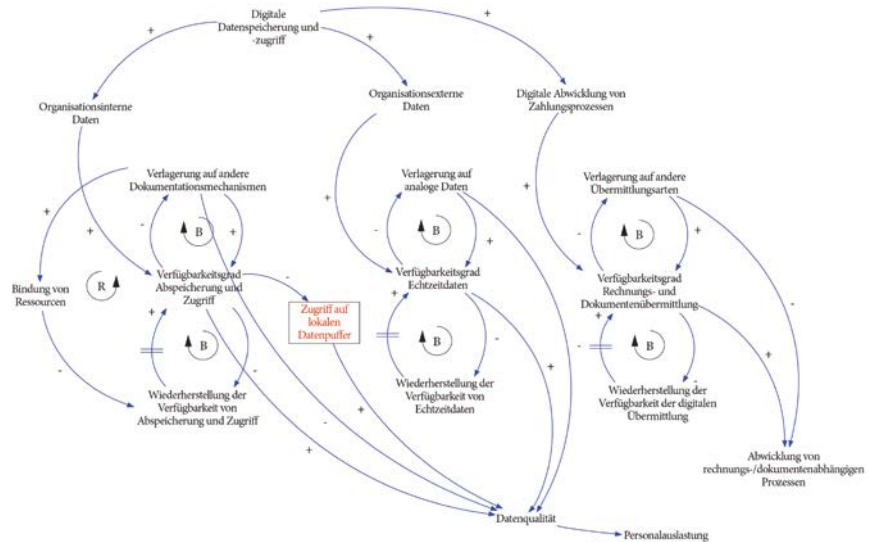 Digitale
Datenspeicherung und
-zugriff
+
+
+
Organisationsinterne
Daten
Organisationsexterne
Daten
Digitale Abwicklung von
Zahlungsprozessen
Verlagerung auf andere
Dokumentationsmechanismen
Verlagerung auf
analoge Daten
Verlagerung auf andere
Übermittlungsarten
+
+
-
B
+
+
-
B
+
+
-
B
+
-
Bindung von
Ressourcen
R
Verfügbarkeitsgrad
Abspeicherung und
Zugriff
-
Zugriff auf
lokalen
Datenpuffer
Verfügbarkeitsgrad
Echtzeitdaten
Verfügbarkeitsgrad
Rechnungs- und
Dokumentenübermittlung
+
B
-
+
B
-
+
-
B
-
+
-
Wiederherstellung der
Verfügbarkeit von
Abspeicherung und Zugriff
Wiederherstellung der
Verfügbarkeit von
Echtzeitdaten
Wiederherstellung der
Verfügbarkeit der digitalen
Übermittlung
+
-
+
+
+
Abwicklung von
rechnungs-/dokumentenabhängigen
Prozessen
Datenqualität
Personalauslastung